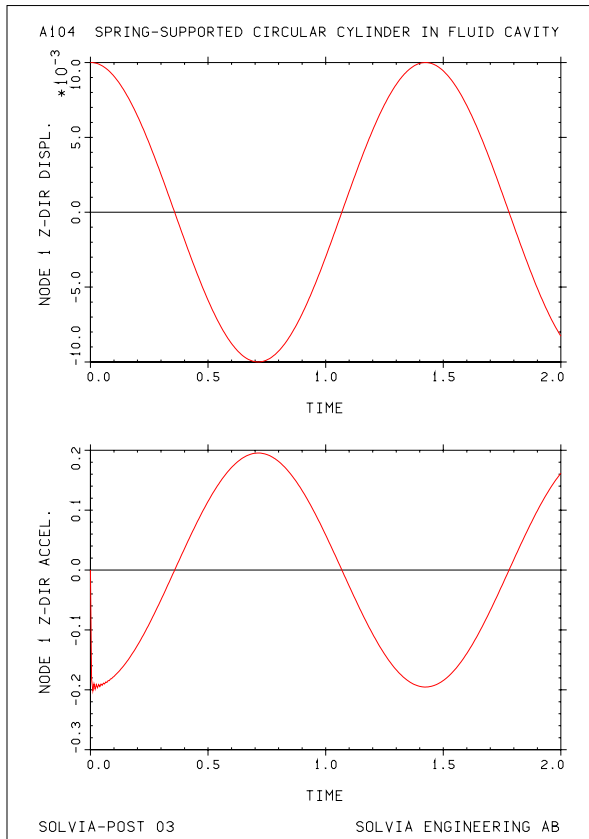 A104 SPRING-SUPPORTED CIRCULAR CYLINDER IN FLUID CAVITY
*10⁻³
10.0
5.0
0.0
-5.0
-10.0
NODE 1 Z-DIR DISPL.
0.0 0.5 1.0 1.5 2.0
TIME
0.2
0.1
0.0
-0.1
-0.2
-0.3
NODE 1 Z-DIR ACCEL.
0.0 0.5 1.0 1.5 2.0
TIME
SOLVIA-POST 03 SOLVIA ENGINEERING AB